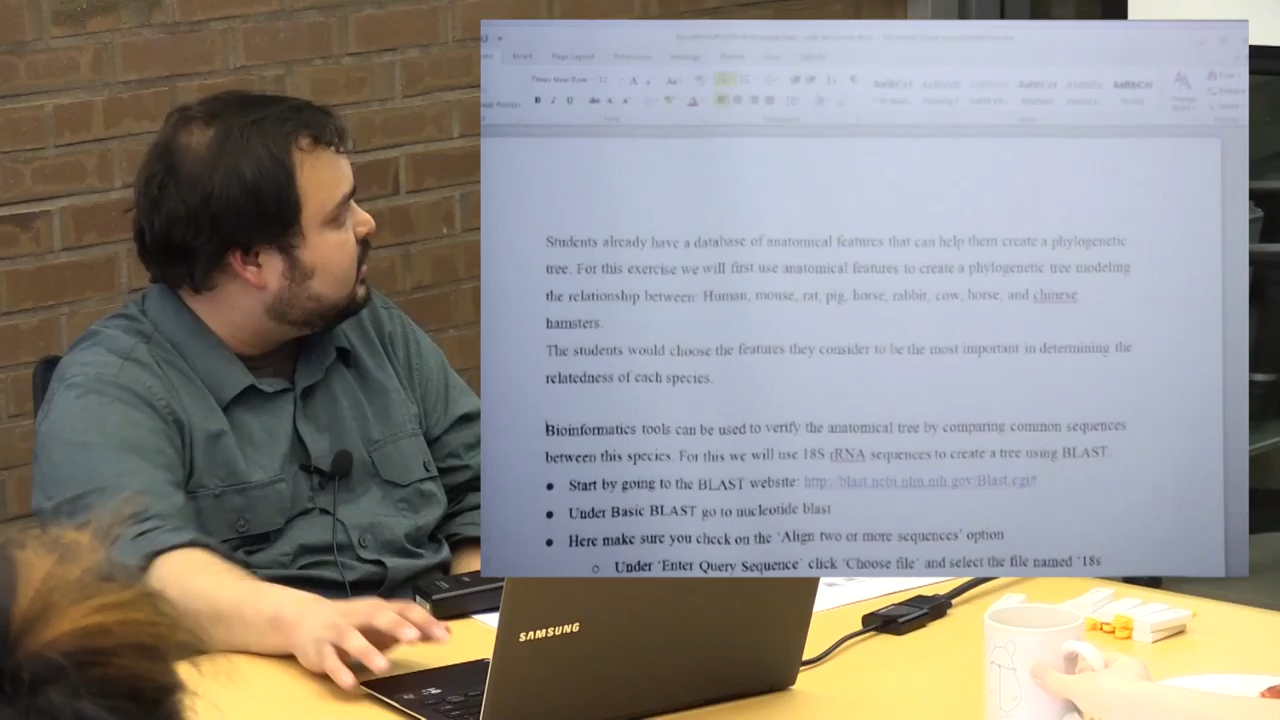 Page Layout
Times New Rom
12
B I U
AaBbCcI
Students already have a database of anatomical features that can help them create a phylogenetic
tree. For this exercise we will first use anatomical features to create a phylogenetic tree modeling
the relationship between: Human, mouse, rat, pig, horse, rabbit, cow, horse, and chinese
hamsters.
The students would choose the features they consider to be the most important in determining the
relatedness of each species.
Bioinformatics tools can be used to verify the anatomical tree by comparing common sequences
between this species. For this we will use 18S rRNA sequences to create a tree using BLAST.
● Start by going to the BLAST website: http://blast.ncbi.nlm.nih.gov/Blast.cgi#
● Under Basic BLAST go to nucleotide blast
● Here make sure you check on the 'Align two or more sequences' option
○ Under 'Enter Query Sequence' click 'Choose file' and select the file named '18s
SAMSUNG